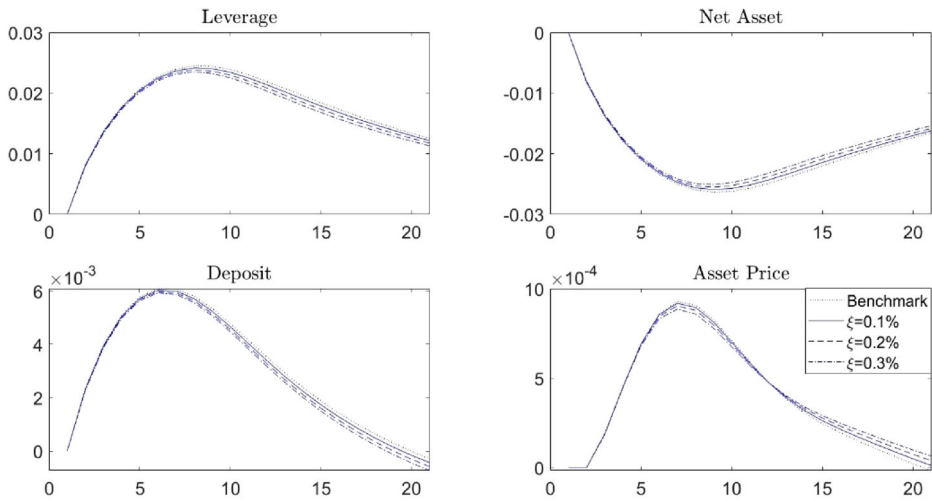 Leverage
0.03
0.02
0.01
0
0 5 10 15 20
Net Asset
0
-0.01
-0.02
-0.03
0 5 10 15 20
Deposit
×10⁻³
6
4
2
0
0 5 10 15 20
Asset Price
×10⁻⁴
10
5
0
0 5 10 15 20
Benchmark
ξ=0.1%
ξ=0.2%
ξ=0.3%